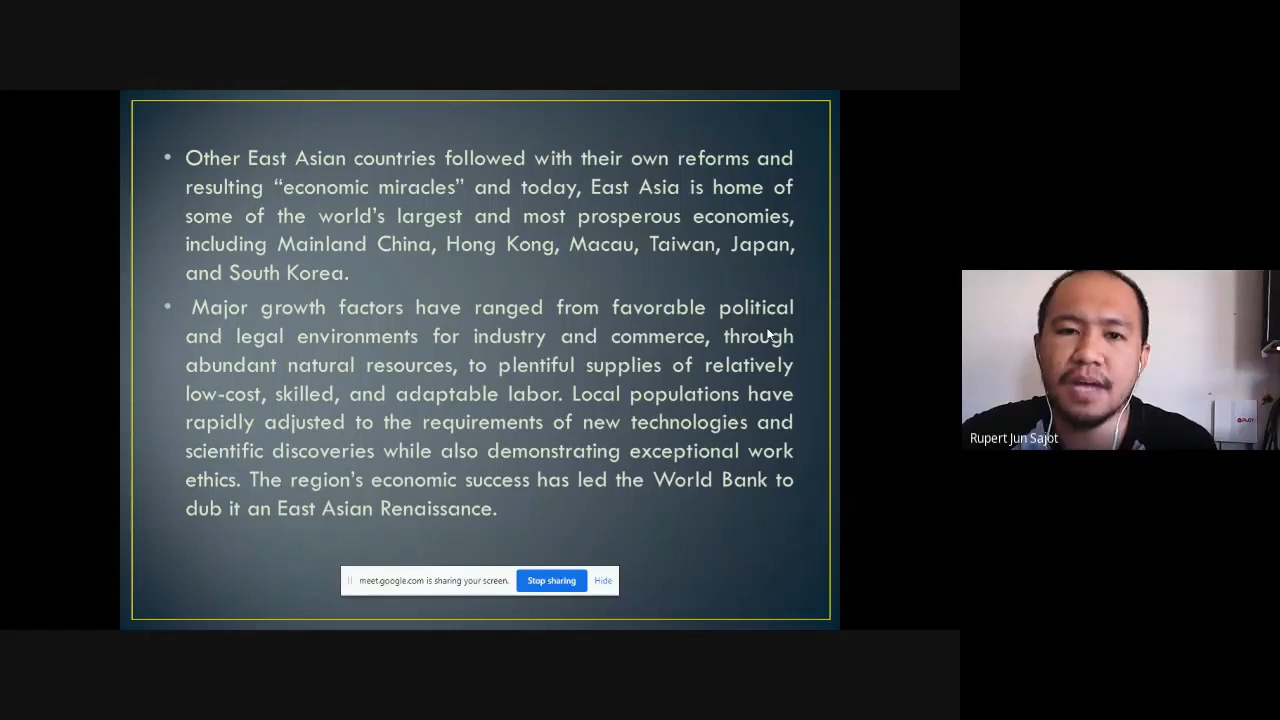 • Other East Asian countries followed with their own reforms and
resulting “economic miracles” and today, East Asia is home of
some of the world’s largest and most prosperous economies,
including Mainland China, Hong Kong, Macau, Taiwan, Japan,
and South Korea.
• Major growth factors have ranged from favorable political
and legal environments for industry and commerce, through
abundant natural resources, to plentiful supplies of relatively
low-cost, skilled, and adaptable labor. Local populations have
rapidly adjusted to the requirements of new technologies and
scientific discoveries while also demonstrating exceptional work
ethics. The region’s economic success has led the World Bank to
dub it an East Asian Renaissance.
meet.google.com is sharing your screen. Stop sharing Hide
Rupert Jun Sajot